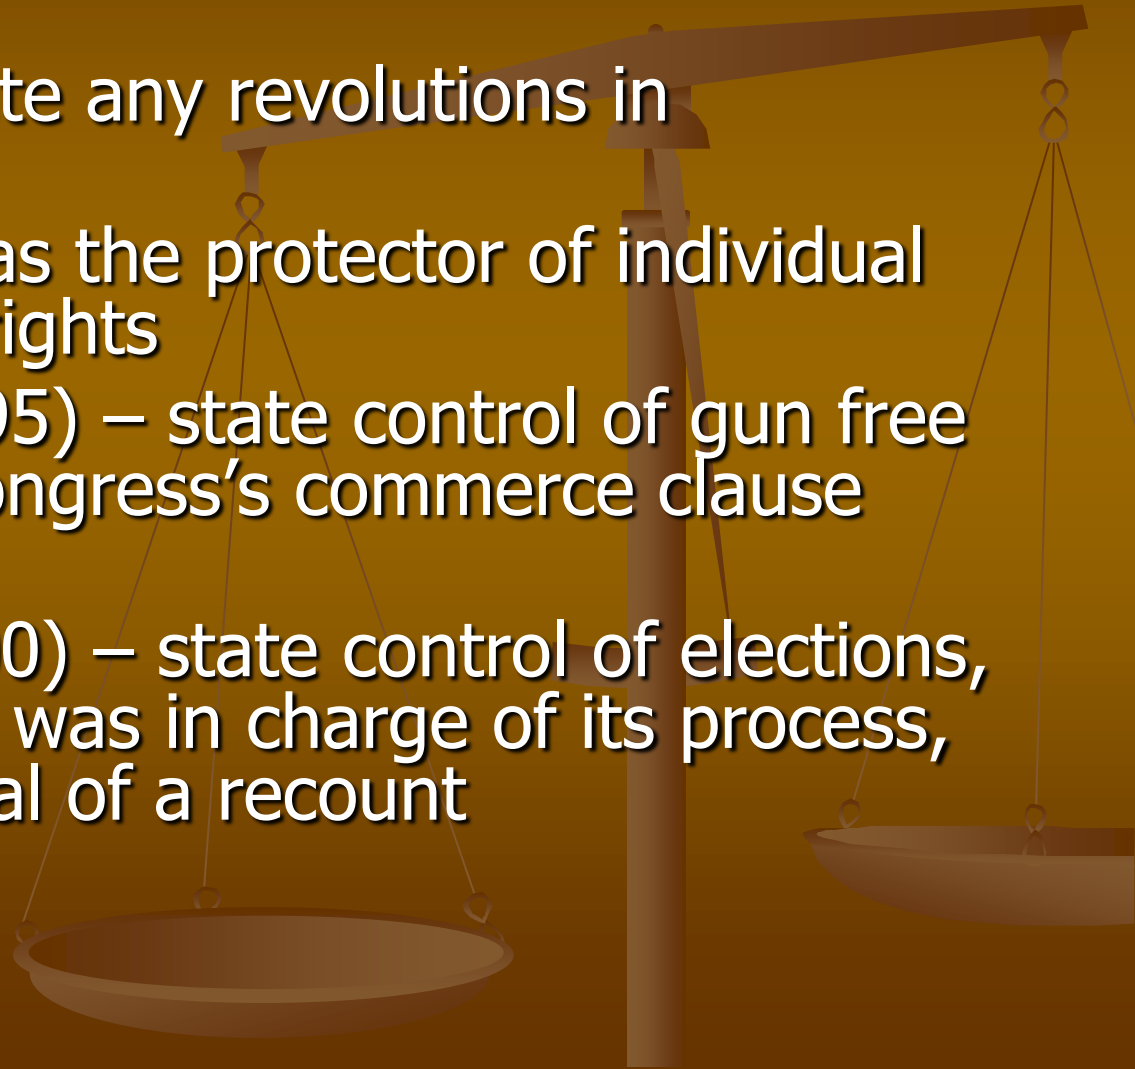 te any revolutions in
as the protector of individual
ights
95) – state control of gun free
ongress’s commerce clause
0) – state control of elections,
was in charge of its process,
al of a recount